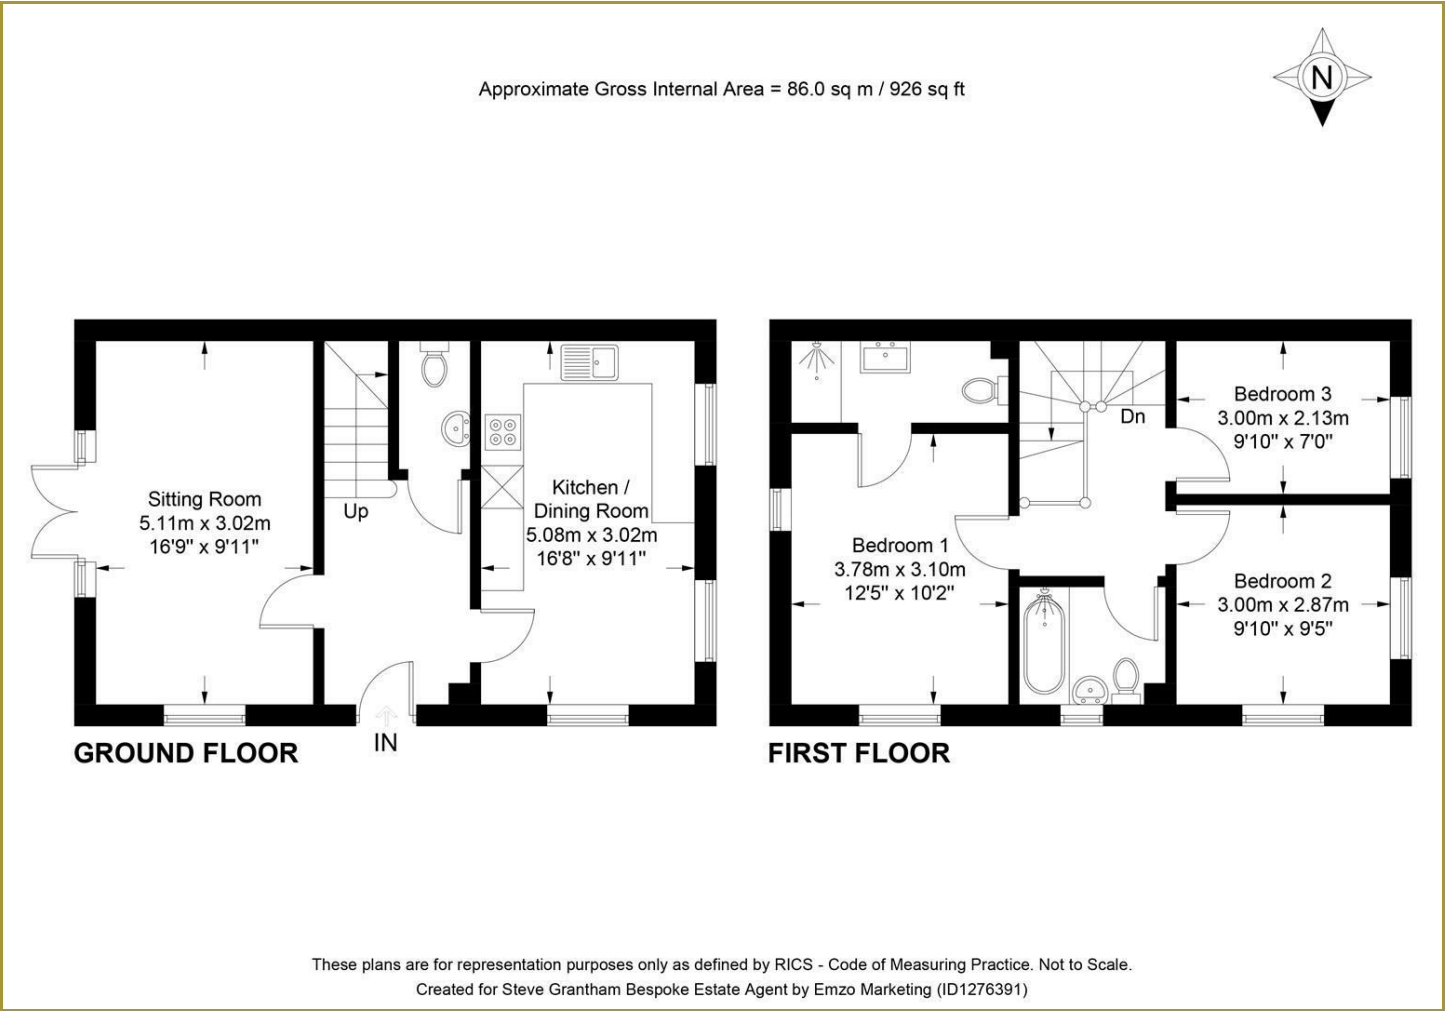 Approximate Gross Internal Area = 86.0 sq m / 926 sq ft
N
Sitting Room
5.11m x 3.02m
16'9" x 9'11"
Up
Kitchen /
Dining Room
5.08m x 3.02m
16'8" x 9'11"
IN
GROUND FLOOR
Bedroom 1
3.78m x 3.10m
12'5" x 10'2"
Dn
Bedroom 3
3.00m x 2.13m
9'10" x 7'0"
Bedroom 2
3.00m x 2.87m
9'10" x 9'5"
FIRST FLOOR
These plans are for representation purposes only as defined by RICS - Code of Measuring Practice. Not to Scale.
Created for Steve Grantham Bespoke Estate Agent by Emzo Marketing (ID1276391)